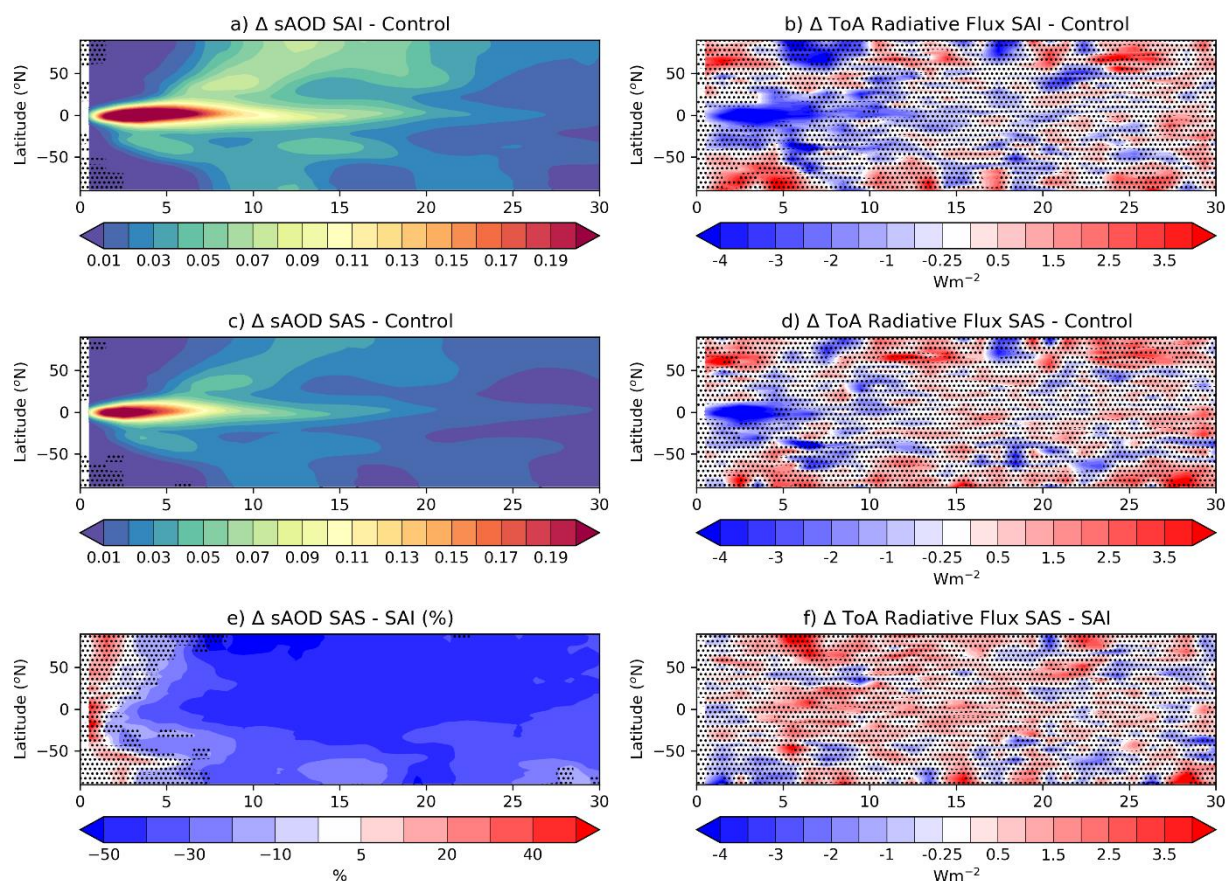 a) Δ sAOD SAI - Control
b) Δ ToA Radiative Flux SAI - Control
Latitude (°N)
50
0
−50
0 5 10 15 20 25 30
0.01 0.03 0.05 0.07 0.09 0.11 0.13 0.15 0.17 0.19
Latitude (°N)
50
0
−50
0 5 10 15 20 25 30
-4 -3 -2 -1 -0.25 0.5 1.5 2.5 3.5
Wm⁻²
c) Δ sAOD SAS - Control
d) Δ ToA Radiative Flux SAS - Control
Latitude (°N)
50
0
−50
0 5 10 15 20 25 30
0.01 0.03 0.05 0.07 0.09 0.11 0.13 0.15 0.17 0.19
Latitude (°N)
50
0
−50
0 5 10 15 20 25 30
-4 -3 -2 -1 -0.25 0.5 1.5 2.5 3.5
Wm⁻²
e) Δ sAOD SAS - SAI (%)
f) Δ ToA Radiative Flux SAS - SAI
Latitude (°N)
50
0
−50
0 5 10 15 20 25 30
−50 −30 −10 5 20 40
%
Latitude (°N)
50
0
−50
0 5 10 15 20 25 30
-4 -3 -2 -1 -0.25 0.5 1.5 2.5 3.5
Wm⁻²